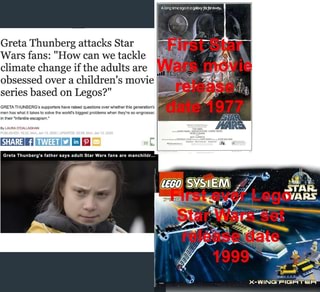 Greta Thunberg attacks Star
Wars fans: "How can we tackle
climate change if the adults are
obsessed over a children's movie
series based on Legos?"
GRETA THUNBERG's supporters have raised questions over whether this generation's
men has what it takes to solve the world's biggest problems when they're so engrossed
in their "infantile escapism."
SHARE f TWEET in
Greta Thunberg's father says adult Star Wars fans are manchildr...
A long time ago in a galaxy far, far away...
First Star
Wars movie
release
date 1977
STAR
WARS
LEGO SYSTEM
STAR
WARS
First ever Lego
Star Wars set
release date
1999
X-WING FIGHTER